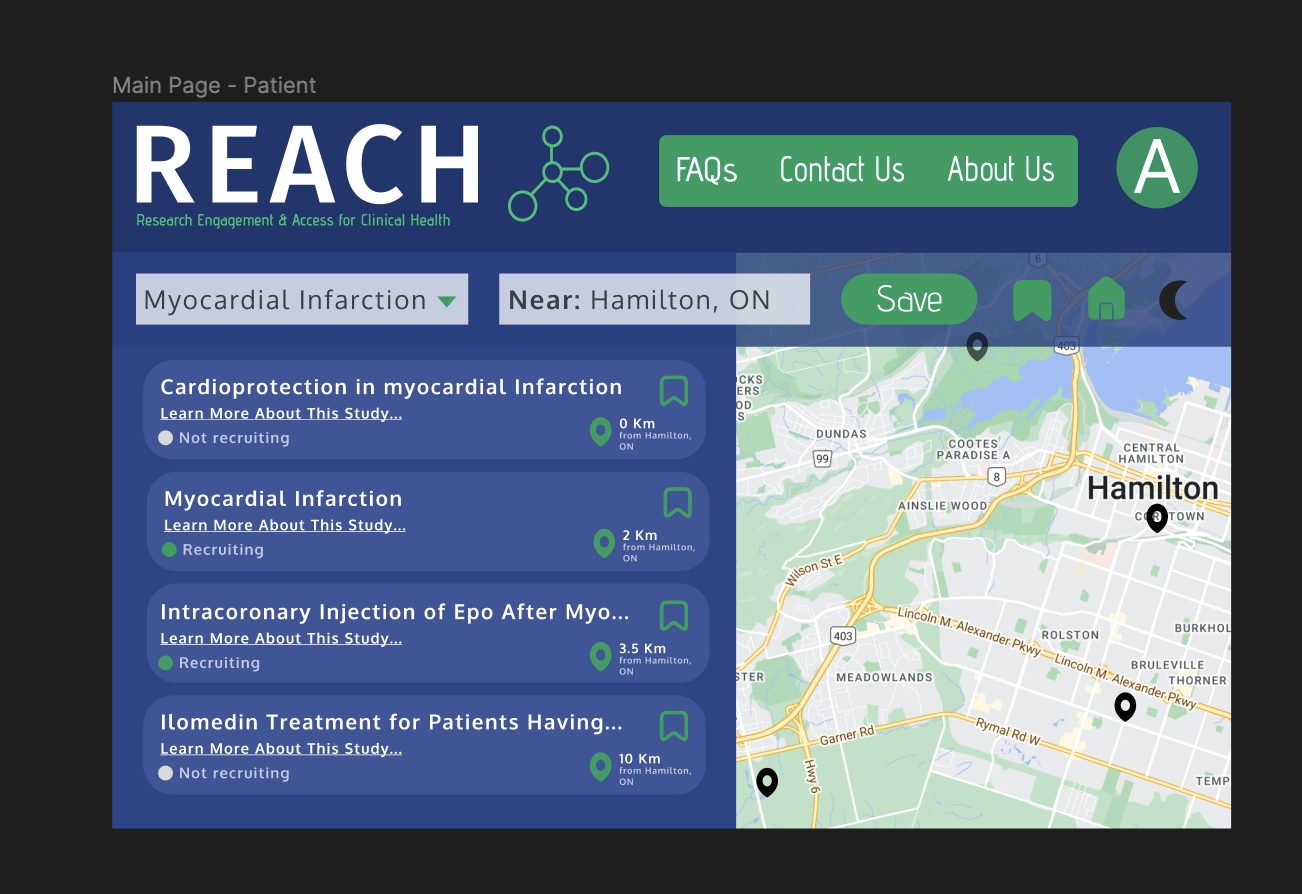 Main Page - Patient
REACH
Research Engagement & Access for Clinical Health
FAQs
Contact Us
About Us
A
Myocardial Infarction
Near: Hamilton, ON
Save
Cardioprotection in myocardial Infarction
Learn More About This Study...
Not recruiting
0 Km
from Hamilton,
ON
Myocardial Infarction
Learn More About This Study...
Recruiting
2 Km
from Hamilton,
ON
Intracoronary Injection of Epo After Myo...
Learn More About This Study...
Recruiting
3.5 Km
from Hamilton,
ON
Ilomedin Treatment for Patients Having...
Learn More About This Study...
Not recruiting
10 Km
from Hamilton,
ON
6
403
OCKS
ERS
OD
S
DUNDAS
99
COOTES
PARADISE A
8
CENTRAL
HAMILTON
Hamilton
TOWN
AINSLIE WOOD
Wilson St E
Lincoln M. Alexander Pkwy
403
ROLSTON
BURKHOL
Lincoln M. Alexander Pkwy
BRULEVILLE
THORNER
STER
MEADOWLANDS
Garner Rd
Rymal Rd W
Hwy 6
TEMP